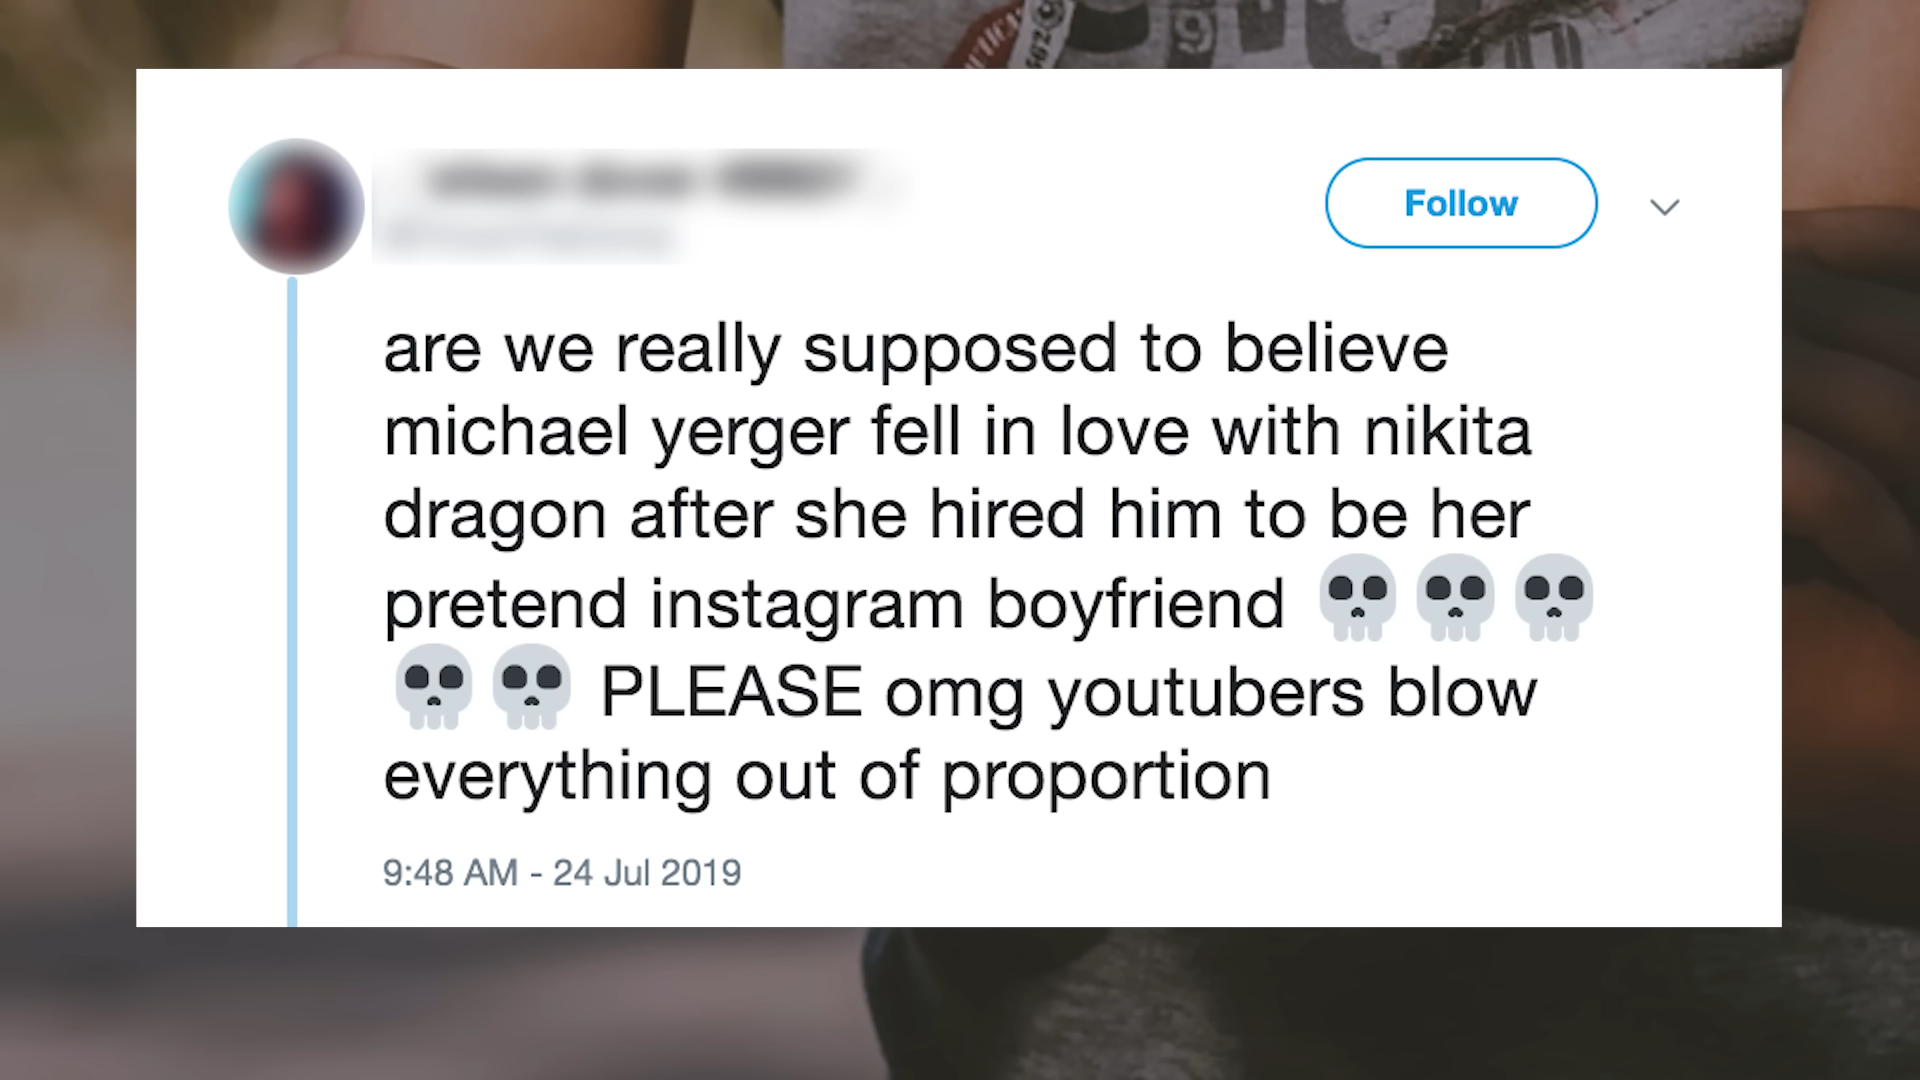 Follow
are we really supposed to believe
michael yerger fell in love with nikita
dragon after she hired him to be her
pretend instagram boyfriend 💀💀💀
💀💀 PLEASE omg youtubers blow
everything out of proportion
9:48 AM - 24 Jul 2019